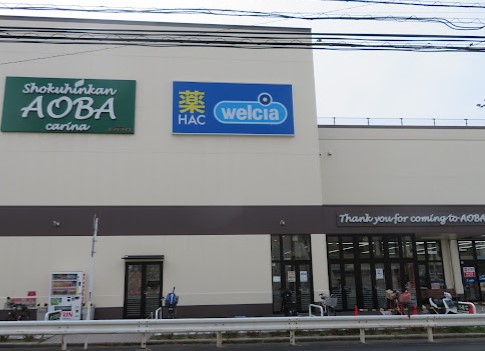 Shokuhinkan
AOBA
carina
薬
HAC
welcia
Thank you for coming to AOBA